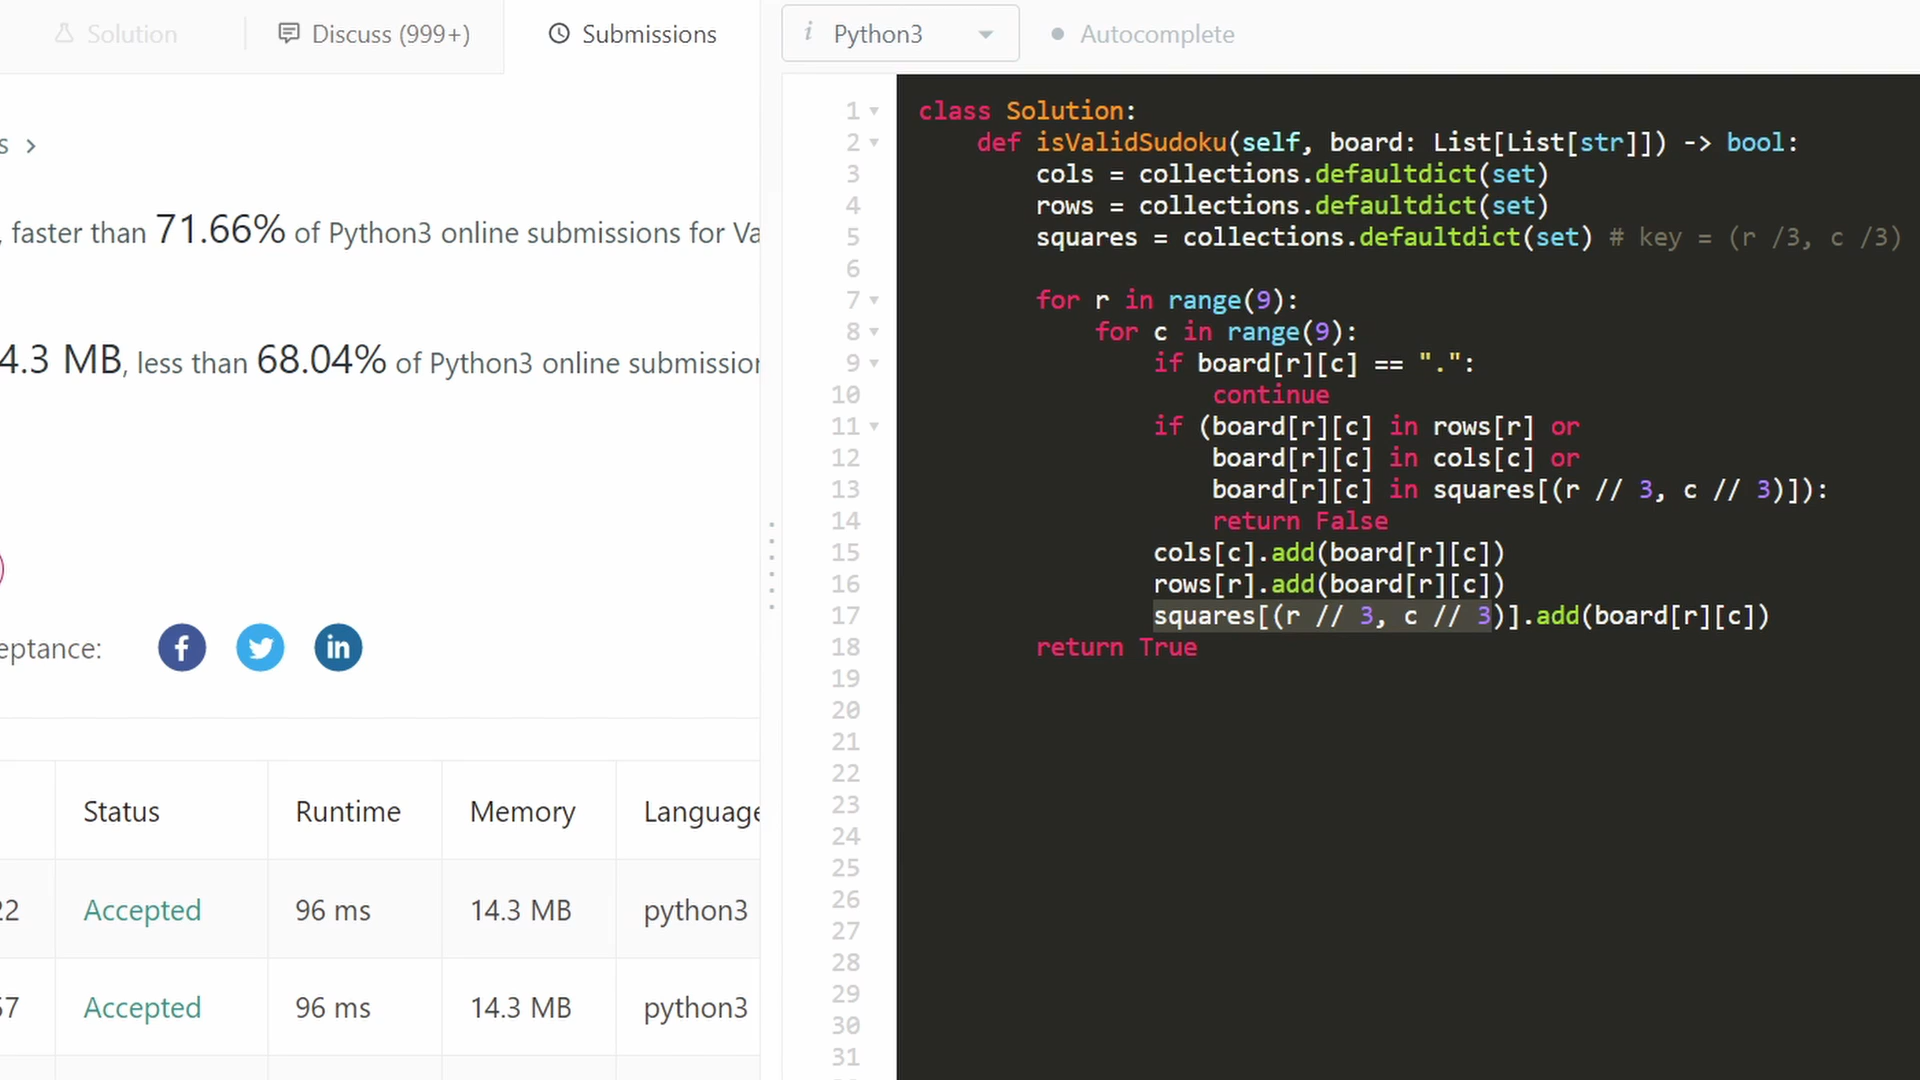 Solution
Discuss (999+)
Submissions
i Python3
Autocomplete
s >
, faster than 71.66% of Python3 online submissions for Va
4.3 MB, less than 68.04% of Python3 online submission
eptance:
f
in
Status Runtime Memory Language
22 Accepted 96 ms 14.3 MB python3
57 Accepted 96 ms 14.3 MB python3
1 class Solution:
2     def isValidSudoku(self, board: List[List[str]]) -> bool:
3         cols = collections.defaultdict(set)
4         rows = collections.defaultdict(set)
5         squares = collections.defaultdict(set) # key = (r /3, c /3)
6
7         for r in range(9):
8             for c in range(9):
9                 if board[r][c] == ".":
10                     continue
11                 if (board[r][c] in rows[r] or
12                     board[r][c] in cols[c] or
13                     board[r][c] in squares[(r // 3, c // 3)]):
14                     return False
15                 cols[c].add(board[r][c])
16                 rows[r].add(board[r][c])
17                 squares[(r // 3, c // 3)].add(board[r][c])
18         return True
19
20
21
22
23
24
25
26
27
28
29
30
31